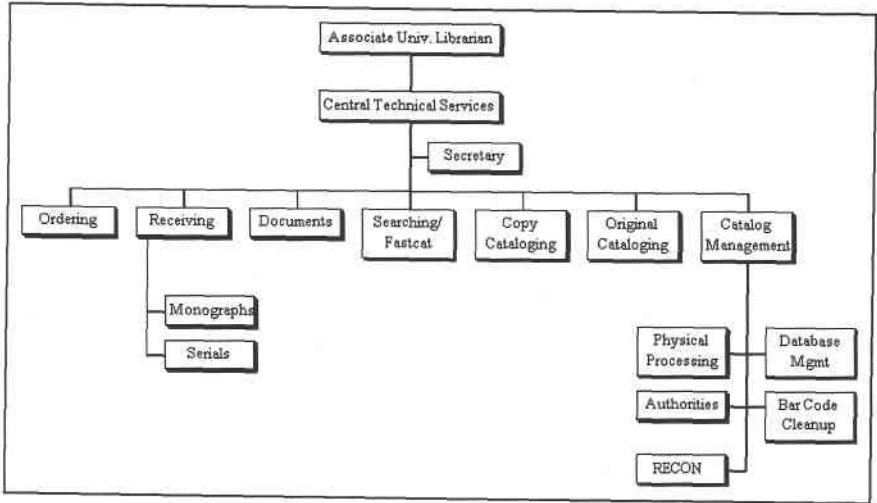 Associate Univ. Librarian
Central Technical Services
Secretary
Ordering
Receiving
Documents
Searching/
Fastcat
Copy
Cataloging
Original
Cataloging
Catalog
Management
Monographs
Serials
Physical
Processing
Database
Mgmt
Authorities
Bar Code
Cleanup
RECON